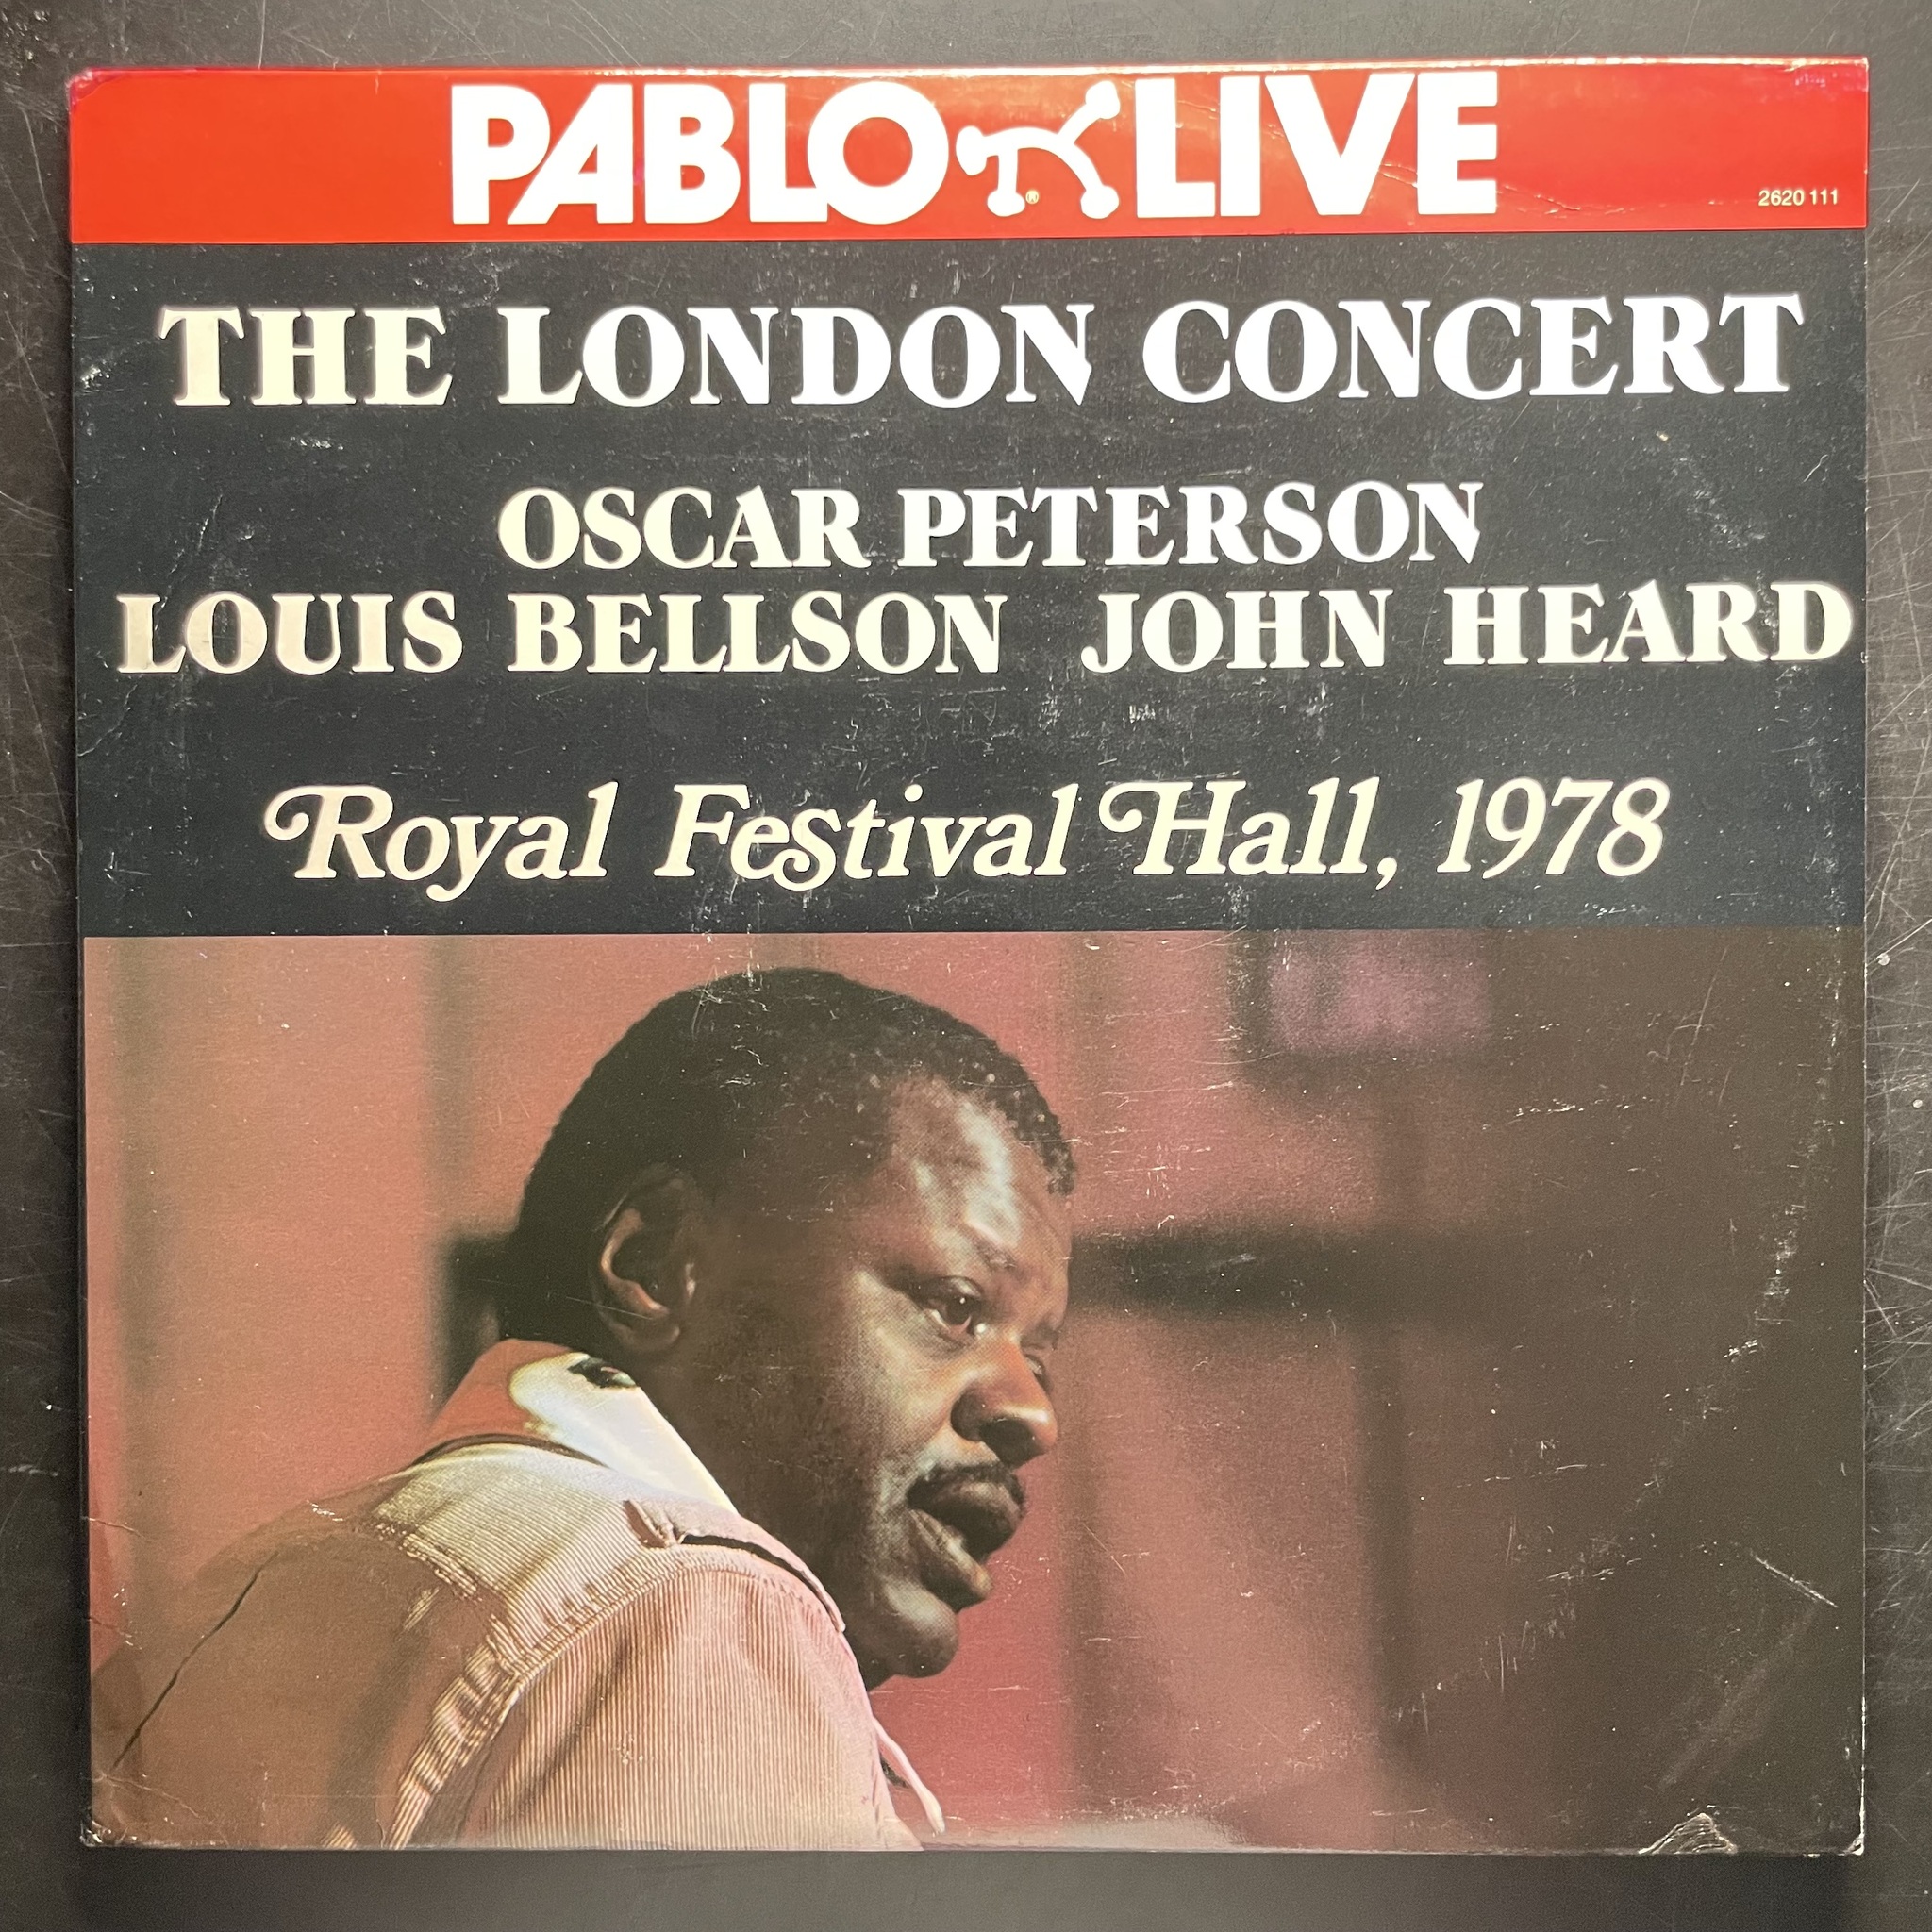 PABLO LIVE
®
2620 111
THE LONDON CONCERT
OSCAR PETERSON
LOUIS BELLSON JOHN HEARD
Royal Festival Hall, 1978